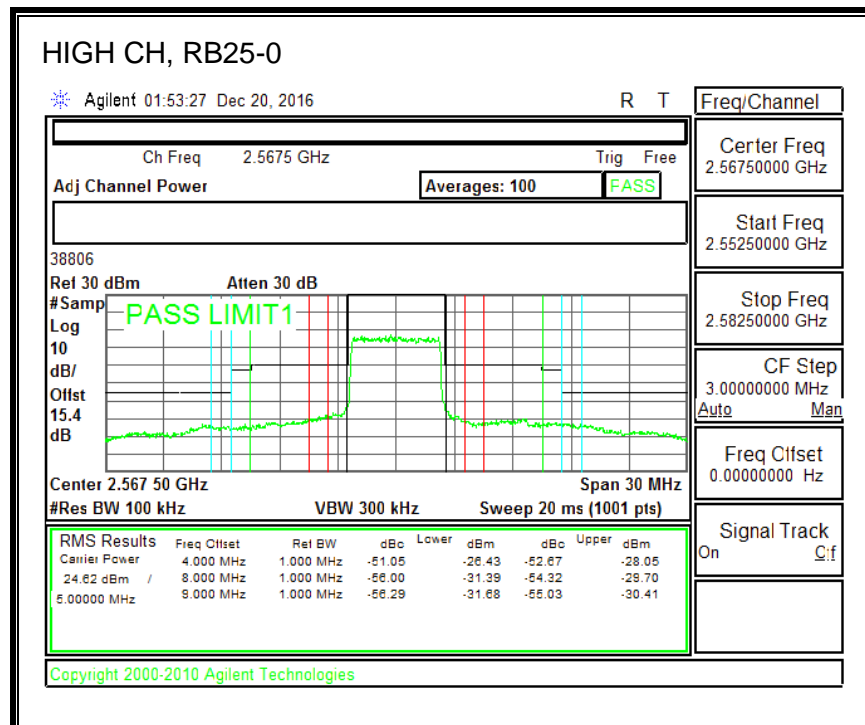 HIGH CH, RB25-0
Agilent 01:53:27 Dec 20, 2016 R T
Freq/Channel
Ch Freq 2.5675 GHz Trig Free
Adj Channel Power Averages: 100 PASS
Center Freq
2.56750000 GHz
Start Freq
2.55250000 GHz
38806
Ref 30 dBm Atten 30 dB
#Samp
Log
10
dB/
Offst
15.4
dB
PASS LIMIT1
Stop Freq
2.58250000 GHz
CF Step
3.00000000 MHz
Auto Man
Freq Offset
0.00000000 Hz
Center 2.567 50 GHz Span 30 MHz
#Res BW 100 kHz VBW 300 kHz Sweep 20 ms (1001 pts)
Signal Track
On Off
RMS Results Freq Offset Ref BW dBc Lower dBm dBc Upper dBm
Carrier Power 4.000 MHz 1.000 MHz -51.05 -26.43 -52.67 -28.05
24.62 dBm / 8.000 MHz 1.000 MHz -56.00 -31.39 -54.32 -29.70
5.00000 MHz 9.000 MHz 1.000 MHz -56.29 -31.68 -55.03 -30.41
Copyright 2000-2010 Agilent Technologies